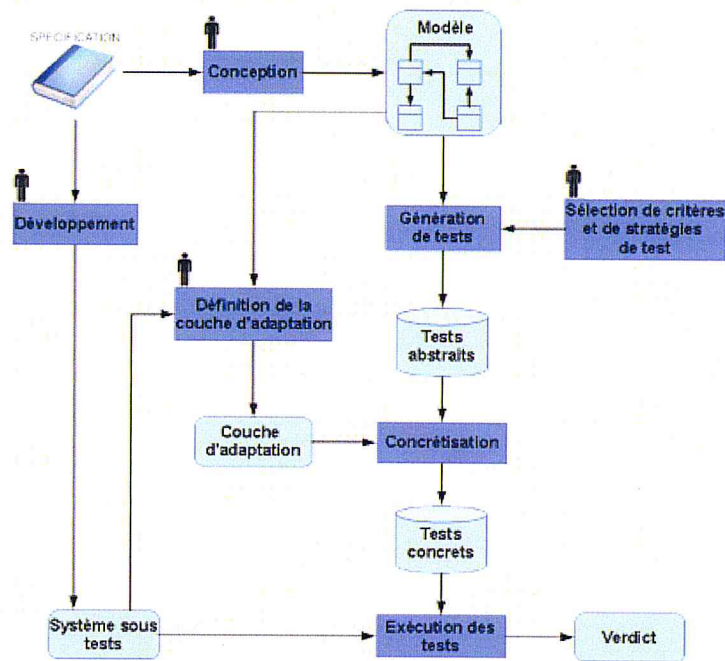 SPECIFICATION
Modèle
Conception
Développement
Génération
de tests
Sélection de critères
et de stratégies
de test
Définition de la
couche d'adaptation
Tests
abstraits
Couche
d'adaptation
Concrétisation
Tests
concrets
Système sous
tests
Exécution des
tests
Verdict